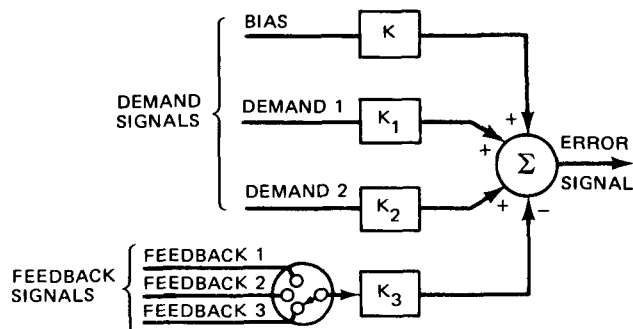 BIAS
K
DEMAND SIGNALS
DEMAND 1
K1
+
+
Σ
ERROR SIGNAL
DEMAND 2
K2
+
−
FEEDBACK SIGNALS
FEEDBACK 1
FEEDBACK 2
FEEDBACK 3
K3